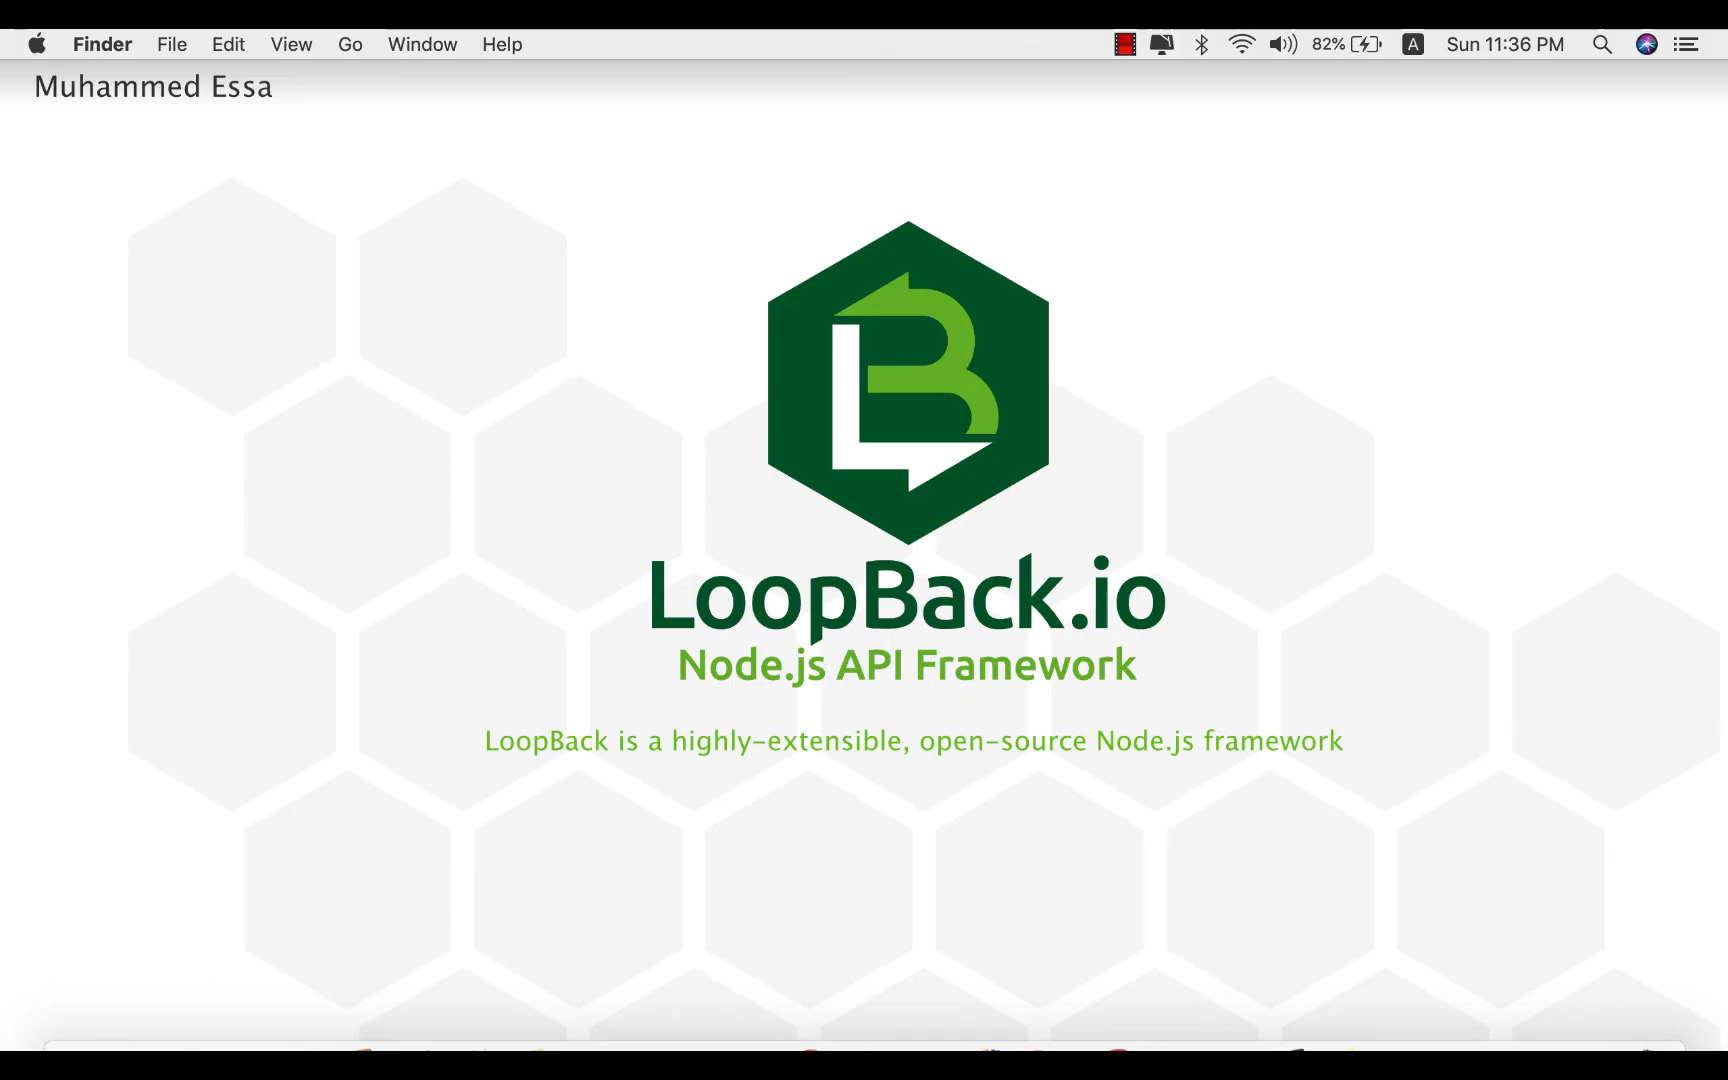 Finder File Edit View Go Window Help 82% A Sun 11:36 PM
Muhammed Essa
LB
LoopBack.io
Node.js API Framework
LoopBack is a highly-extensible, open-source Node.js framework